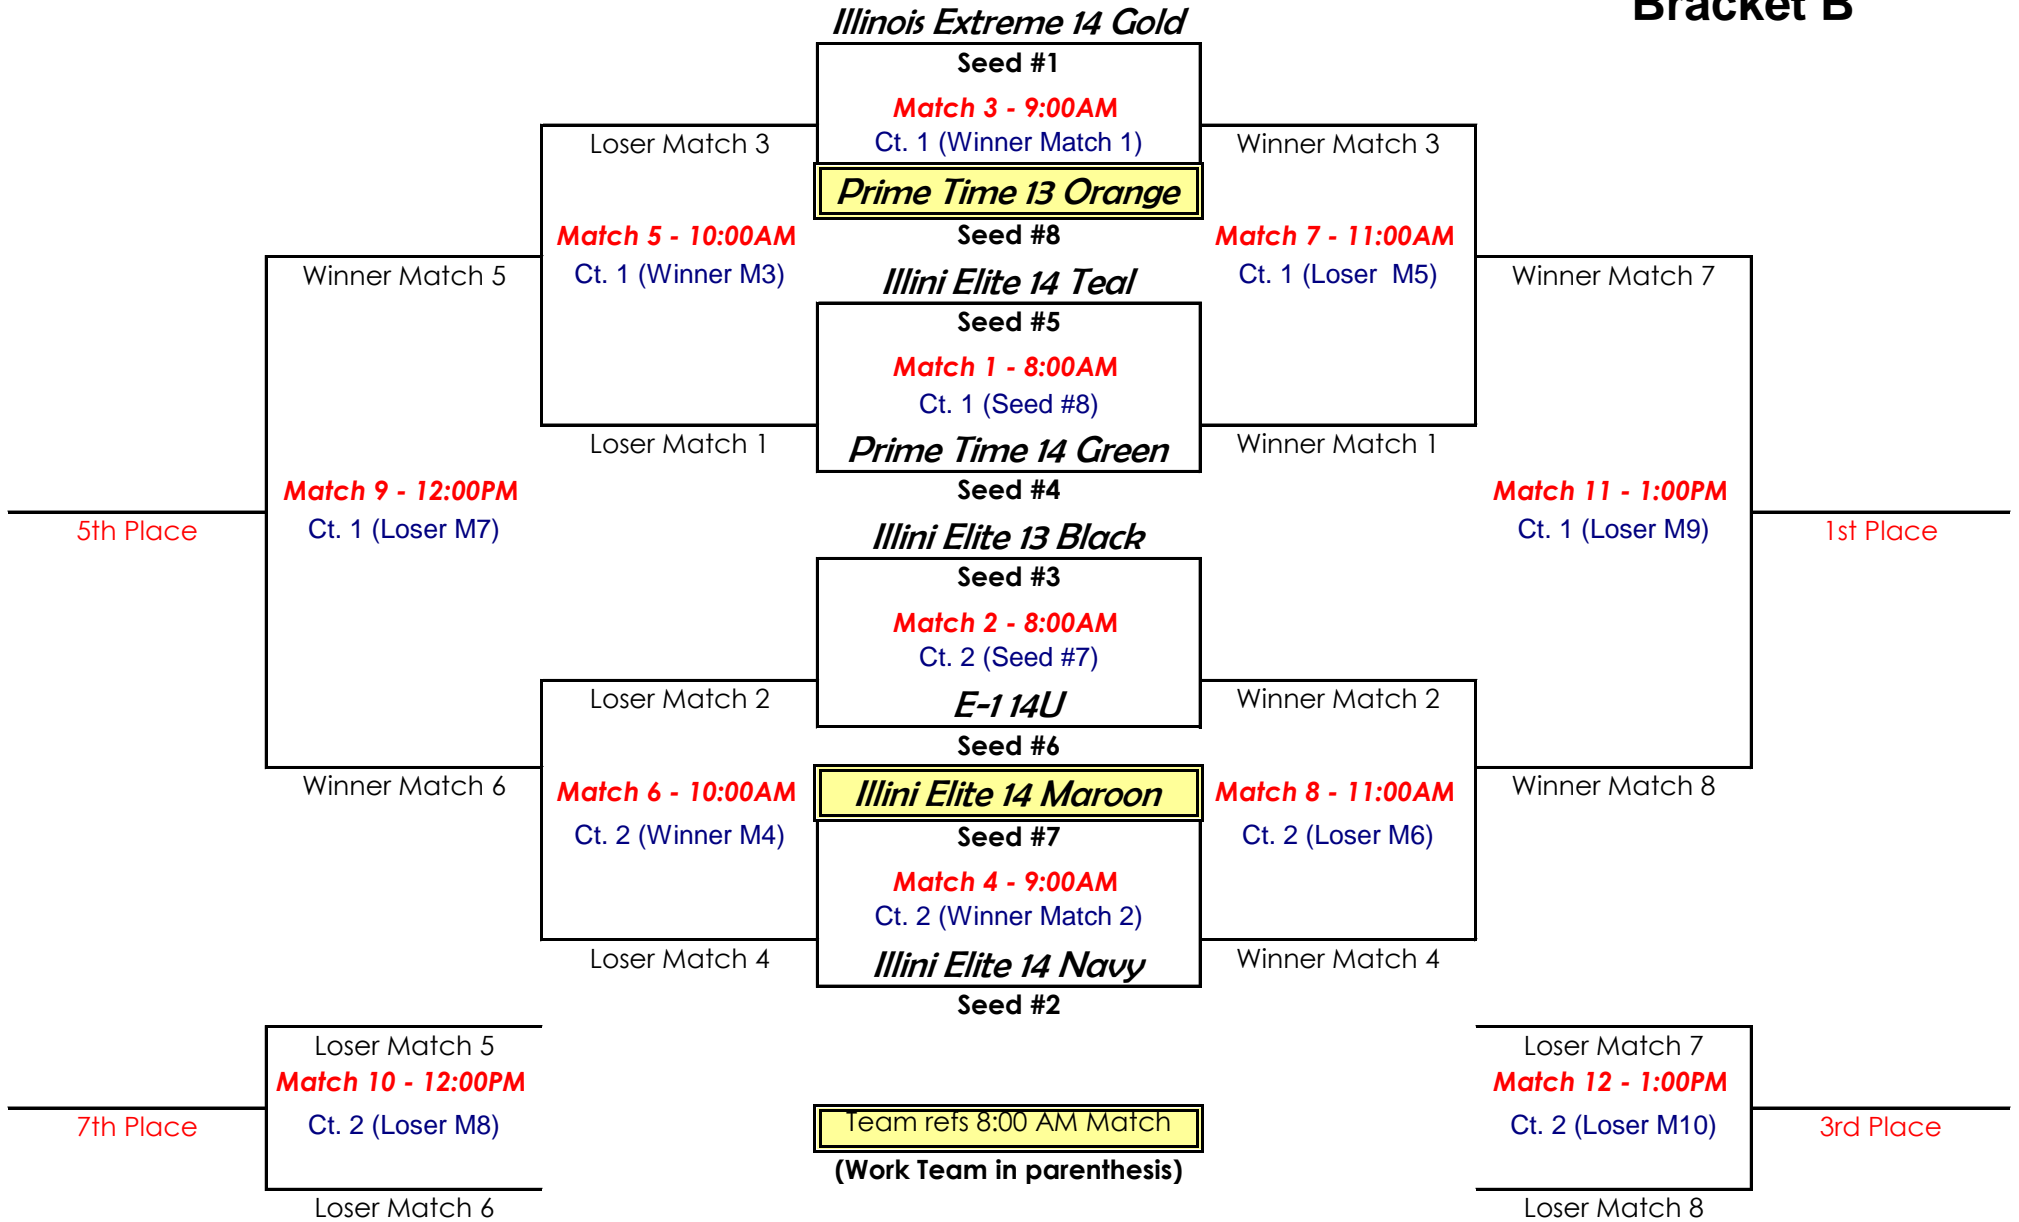 Bracket B
Illinois Extreme 14 Gold
Seed #1
Match 3 - 9:00AM
Loser Match 3
Ct. 1 (Winner Match 1)
Winner Match 3
Prime Time 13 Orange
Match 5 - 10:00AM
Seed #8
Match 7 - 11:00AM
Winner Match 5
Ct. 1 (Winner M3)
Illini Elite 14 Teal
Ct. 1 (Loser  M5)
Winner Match 7
Seed #5
Match 1 - 8:00AM
Ct. 1 (Seed #8)
Loser Match 1
Prime Time 14 Green
Winner Match 1
Match 9 - 12:00PM
Seed #4
Match 11 - 1:00PM
5th Place
Ct. 1 (Loser M7)
Illini Elite 13 Black
Ct. 1 (Loser M9)
1st Place
Seed #3
Match 2 - 8:00AM
Ct. 2 (Seed #7)
Loser Match 2
E-1 14U
Winner Match 2
Seed #6
Winner Match 6
Match 6 - 10:00AM
Illini Elite 14 Maroon
Match 8 - 11:00AM
Winner Match 8
Ct. 2 (Winner M4)
Seed #7
Ct. 2 (Loser M6)
Match 4 - 9:00AM
Ct. 2 (Winner Match 2)
Loser Match 4
Illini Elite 14 Navy
Winner Match 4
Seed #2
Loser Match 5
Loser Match 7
Match 10 - 12:00PM
Match 12 - 1:00PM
7th Place
Ct. 2 (Loser M8)
Team refs 8:00 AM Match
Ct. 2 (Loser M10)
3rd Place
(Work Team in parenthesis)
Loser Match 6
Loser Match 8